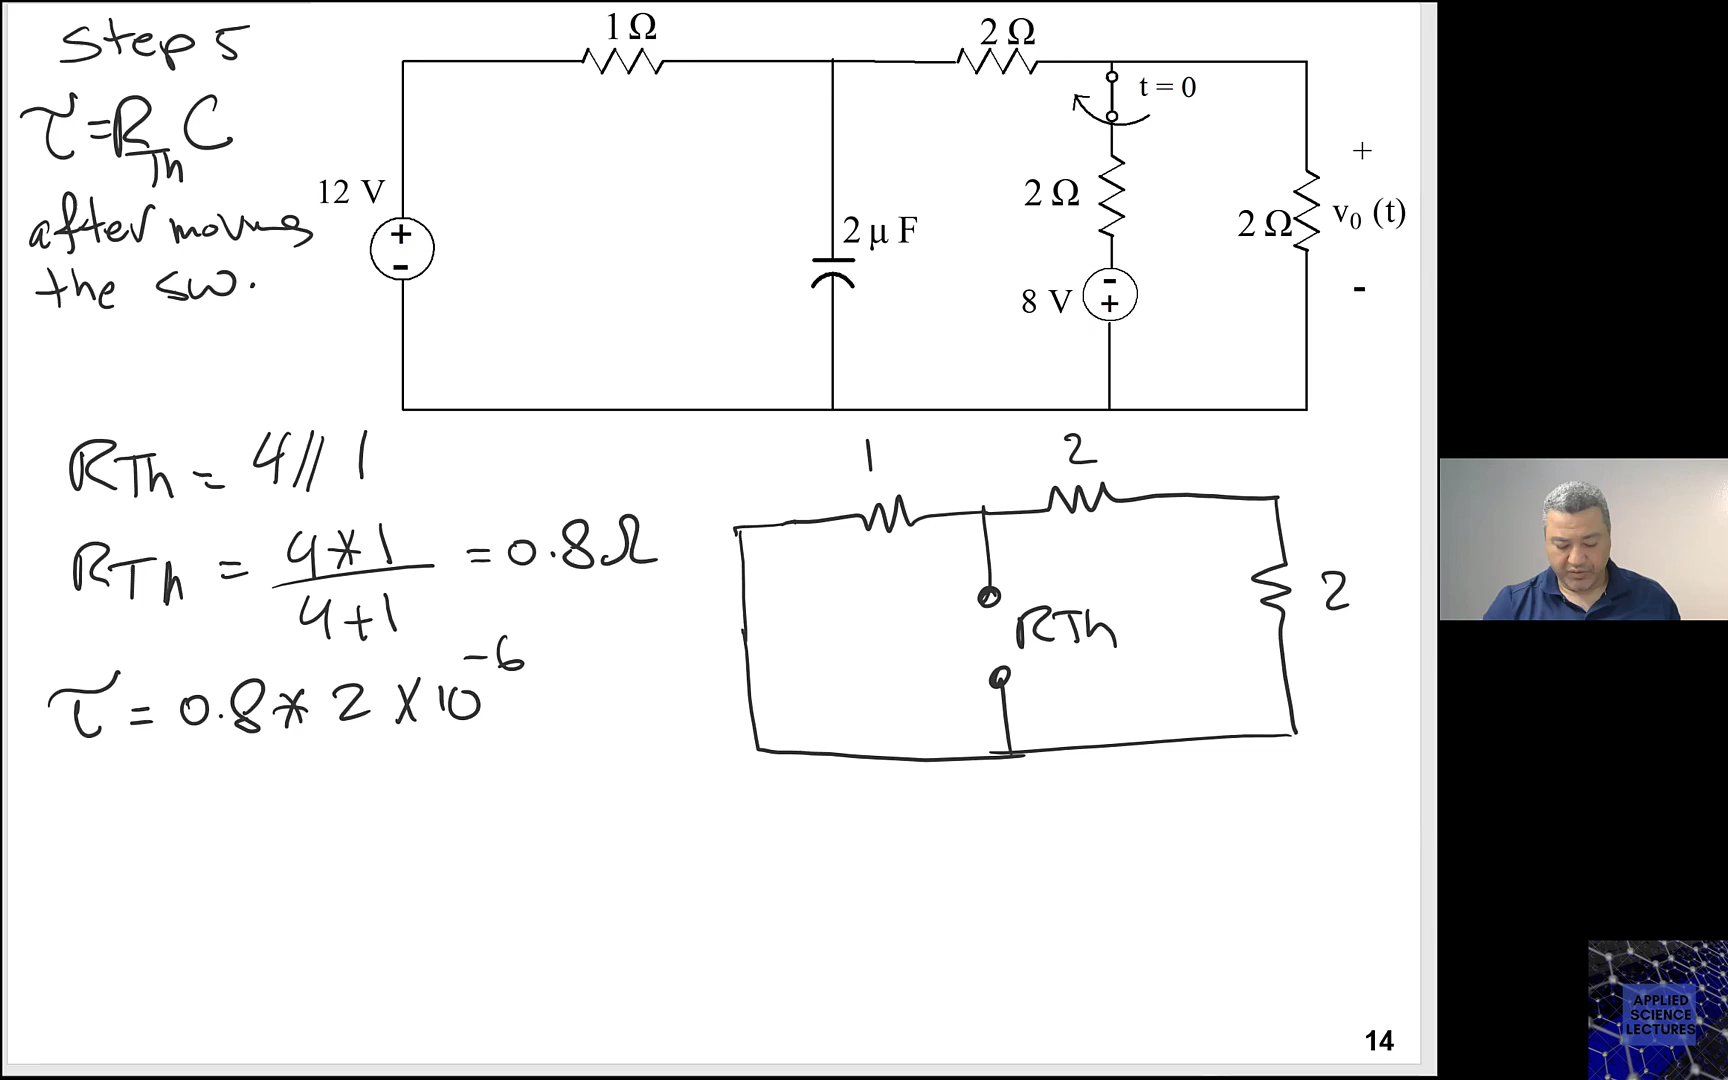 Step 5
τ=R_Th C
after moving
the sw.
1 Ω
2 Ω
t = 0
12 V
+
-
2 μ F
2 Ω
8 V
-
+
2 Ω
+
v₀ (t)
-
RTh = 4 // 1
RTh = 4*1 / 4+1 = 0.8Ω
τ = 0.8 * 2 X 10⁻⁶
1
2
RTh
2
14
APPLIED
SCIENCE
LECTURES